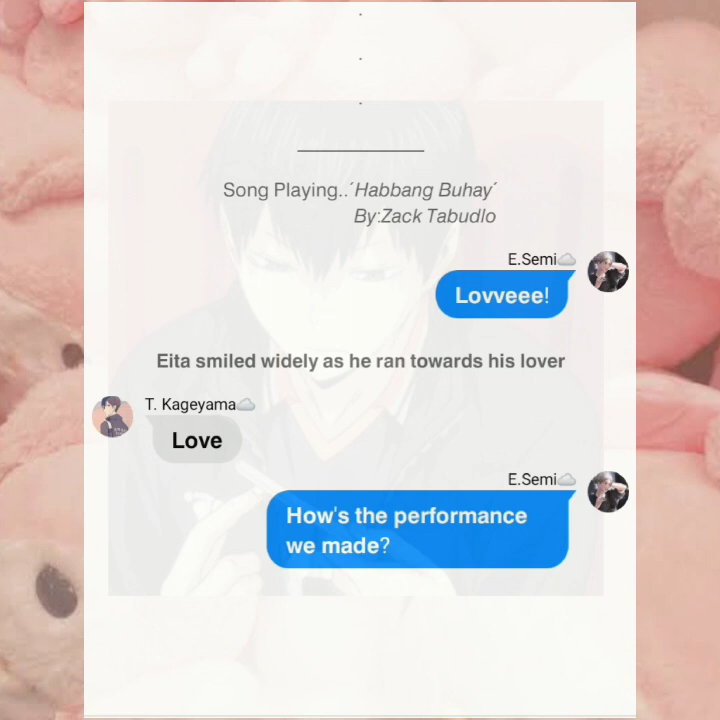 .
.
.
Song Playing..´Habbang Buhay´
By:Zack Tabudlo
E.Semi☁️
Lovveee!
Eita smiled widely as he ran towards his lover
T. Kageyama☁️
Love
E.Semi☁️
How's the performance
we made?